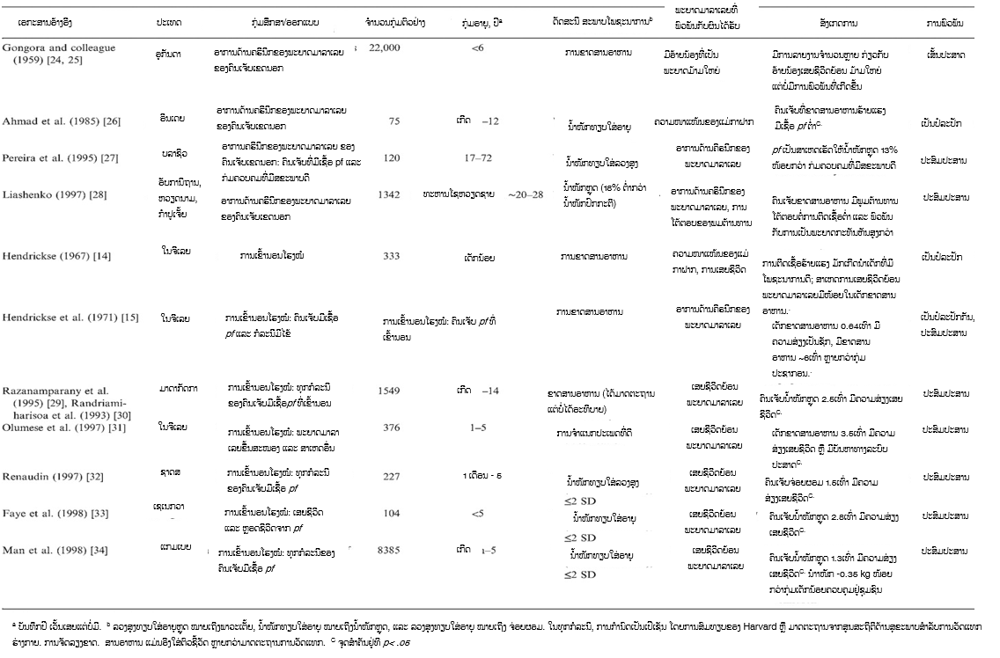 ເອກະສານອ້າງອີງ ປະເທດ ກຸ່ມສຶກສາ/ອອກແບບ ຈຳນວນກຸ່ມຕົວຢ່າງ ກຸ່ມອາຍຸ, ປີᵃ ດັດສະນີ ສະພາບໂພຊະນາການᵇ ພະຍາດມາລາເລຍທີ່ ພົວພັນກັບຜົນໄດ້ຮັບ ສັງເກດການ ການພົວພັນ
Gongora and colleague (1959) [24, 25] ອູກັນດາ ອາການດ້ານຄຣີນິກຂອງພະຍາດມາລາເລຍ ຂອງຄົນເຈັບເຂດນອກ 22,000 <6 ການຂາດສານອາຫານ ມີອ້າຍນ້ອງທີ່ເປັນ ພະຍາດມ້າມໃຫຍ່ ມີການລາຍງານຈຳນວນຫຼາຍ ກ່ຽວກັບ ອ້າຍນ້ອງເສຍຊີວິດຍ້ອນ ມ້າມໃຫຍ່ ແຕ່ບໍ່ມີການພົວພັນທີ່ເກີດຂຶ້ນ ເສັ້ນປະສາດ
Ahmad et al. (1985) [26] ອິນເດຍ ອາການດ້ານຄຣີນິກຂອງພະຍາດມາລາເລຍ ຂອງຄົນເຈັບເຂດນອກ 75 ເກີດ –12 ນ້ຳໜັກທຽບໃສ່ອາຍຸ ຄວາມໜາແໜ້ນຂອງແມ່ກາຝາກ ຄົນເຈັບທີ່ຂາດສານອາຫານຮ້າຍແຮງ ມີເຊື້ອ pf ຕ່ຳᶜ ເປັນປໍລະປັກ
Pereira et al. (1995) [27] ບລາຊິວ ອາການດ້ານຄຣີນິກຂອງພະຍາດມາລາເລຍ ຂອງ ຄົນເຈັບເຂດນອກ: ຄົນເຈັບທີ່ມີເຊື້ອ pf ແລະ ກຸ່ມຄວບຄຸມທີ່ມີສຂະພາບດີ 120 17–72 ນ້ຳໜັກທຽບໃສ່ລວງສູງ ອາການດ້ານຄຣີນິກຂອງ ພະຍາດມາລາເລຍ pf ເປັນສາເຫດເຮັດໃຫ້ນ້ຳໜັກຫຼຸດ 13% ໜ້ອຍກວ່າ ກຸ່ມຄວບຄຸມທີ່ມີສຂະພາບດີ ປະສົມປະສານ
Liashenko (1997) [28] ອັບການິຖານ, ຫວຽດນາມ, ກຳປູເຈັຍ ອາການດ້ານຄຣີນິກຂອງພະຍາດມາລາເລຍ ຂອງຄົນເຈັບເຂດນອກ 1342 ທະຫານໂຊຫວຽດຊາຍ ~20–28 ນ້ຳໜັກຫຼຸດ (16% ຕ່ຳກວ່າ ນ້ຳໜັກປົກກະຕິ) ອາການດ້ານຄຣີນິກຂອງ ພະຍາດມາລາເລຍ, ການ ໂຕ້ຕອບຂອງພູມຕ້ານທານ ຄົນເຈັບຂາດສານອາຫານ ມີພູມຕ້ານທານ ໂຕ້ຕອບຕໍ່ການຕິດເຊື້ອຕ່ຳ ແລະ ພົວພັນ ກັບການເປັນພະຍາດກະທັນຫັນສູງກວ່າ ປະສົມປະສານ
Hendrickse (1967) [14] ໃນຈີເລຍ ການເຂົ້ານອນໂຮງໝໍ 333 ເດັກນ້ອຍ ການຂາດສານອາຫານ ຄວາມໜາແໜ້ນຂອງແມ່ ກາຝາກ, ການເສຍຊີວິດ ການຕິດເຊື້ອຮ້າຍແຮງ ມັກເກີດນຳເດັກທີ່ມີ ໂພຊະນາການດີ; ສາເຫດການເສຍຊີວິດຍ້ອນ ພະຍາດມາລາເລຍມີໜ້ອຍໃນເດັກຂາດສານ ອາຫານ. ເປັນປໍລະປັກ
Hendrickse et al. (1971) [15] ໃນຈີເລຍ ການເຂົ້ານອນໂຮງໝໍ: ຄົນເຈັບມີເຊື້ອ pf ແລະ ກໍລະນີມີໄຂ້ ການເຂົ້ານອນໂຮງໝໍ: ຄົນເຈັບ pf ທີ່ ເຂົ້ານອນ ການຂາດສານອາຫານ ອາການດ້ານຄຣີນິກຂອງ ພະຍາດມາລາເລຍ ເດັກຂາດສານອາຫານ 0.64ເທົ່າ ມີ ຄວາມສ່ຽງເປັນຊັກ, ມີຂາດສານ ອາຫານ ~6ເທົ່າ ຫຼາຍກວ່າກຸ່ມ ປະຊາກອນ. ເປັນປໍລະປັກກັນ, ປະສົມປະສານ
Razanamparany et al. (1995) [29], Randriami-harisoa et al. (1993) [30] ມາດາກັດກາ ການເຂົ້ານອນໂຮງໝໍ: ທຸກກໍລະນີ ຂອງຄົນເຈັບມີເຊື້ອpf ທີ່ເຂົ້ານອນ 1549 ເກີດ –14 ຂາດສານອາຫານ (ໄດ້ມາດຕະຖານ ແຕ່ບໍ່ໄດ້ອະທິບາຍ) ເສຍຊີວິດຍ້ອນ ພະຍາດມາລາເລຍ ຄົນເຈັບນ້ຳໜັກຫຼຸດ 2.5ເທົ່າ ມີຄວາມສ່ຽງເສຍ ຊີວິດᶜ ປະສົມປະສານ
Olumese et al. (1997) [31] ໃນຈີເລຍ ການເຂົ້ານອນໂຮງໝໍ: ພະຍາດມາລາ ເລຍຂຶ້ນສະໝອງ ແລະ ສາເຫດອື່ນ 376 1–5 ການຈຳແນກປະເພດທີ່ດີ ເສຍຊີວິດຍ້ອນ ພະຍາດມາລາເລຍ ເດັກຂາດສານອາຫານ 3.5ເທົ່າ ມີຄວາມ ສ່ຽງເສຍຊີວິດ ຫຼື ມີບັນຫາທາງລະບົບ ປະສາດᶜ ປະສົມປະສານ
Renaudin (1997) [32] ຊາດສ ການເຂົ້ານອນໂຮງໝໍ: ທຸກກໍລະນີ ຂອງຄົນເຈັບມີເຊື້ອ pf 227 1 ເດືອນ - 5 ນ້ຳໜັກທຽບໃສ່ລວງສູງ ≤2 SD ເສຍຊີວິດຍ້ອນ ພະຍາດມາລາເລຍ ຄົນເຈັບຈ່ອຍຜອມ 1.5ເທົ່າ ມີຄວາມ ສ່ຽງເສຍຊີວິດᶜ ປະສົມປະສານ
Faye et al. (1998) [33] ເຊເນກວາ ການເຂົ້ານອນໂຮງໝໍ: ເສຍຊີວິດ ແລະ ຫຼອດຊີວິດຈາກ pf 104 <5 ນ້ຳໜັກທຽບໃສ່ອາຍຸ ≤2 SD ເສຍຊີວິດຍ້ອນ ພະຍາດມາລາເລຍ ຄົນເຈັບນ້ຳໜັກຫຼຸດ 2.8ເທົ່າ ມີຄວາມສ່ຽງ ເສຍຊີວິດᶜ ປະສົມປະສານ
Man et al. (1998) [34] ແກມເບຍ ການເຂົ້ານອນໂຮງໝໍ: ທຸກກໍລະນີຂອງ ຄົນເຈັບມີເຊື້ອ pf 8385 ເກີດ –5 ນ້ຳໜັກທຽບໃສ່ອາຍຸ ≤2 SD ເສຍຊີວິດຍ້ອນ ພະຍາດມາລາເລຍ ຄົນເຈັບນ້ຳໜັກຫຼຸດ 1.3ເທົ່າ ມີຄວາມສ່ຽງ ເສຍຊີວິດᶜ ນ້ຳໜັກ -0.35 kg ໜ້ອຍ ກວ່າກຸ່ມເດັກນ້ອຍຄວບຄຸມຢູ່ຊຸມຊົນ ປະສົມປະສານ
ᵃ ບັນທຶກປີ ເວັ້ນເສຍແຕ່ບໍ່ມີ. ᵇ ລວງສູງທຽບໃສ່ອາຍຸຫຼຸດ ໝາຍເຖິງພາວະເຕ້ຍ, ນ້ຳໜັກທຽບໃສ່ອາຍຸ ໝາຍເຖິງນ້ຳໜັກຫຼຸດ, ແລະ ລວງສູງທຽບໃສ່ອາຍຸ ໝາຍເຖິງ ຈ່ອຍຜອມ. ໃນທຸກກໍລະນີ, ການກຳນົດເປັນເປີເຊັນ ໂດຍການສົມທຽບຂອງ Harvard ຫຼື ມາດຕະຖານຈາກສູນສະຖິຕິດ້ານສຸຂະພາບສຳລັບການວັດແທກ
ຮ່າງກາຍ. ການຈັດລຽງຂາດ. ສານອາຫານ ແມ່ນອີງໃສ່ຕົວຊີ້ວັດ ຫຼາຍກວ່າມາດຕະຖານການວັດແທກ. ᶜ ຈຸດສຳຄັນຢູ່ທີ່ p< .05